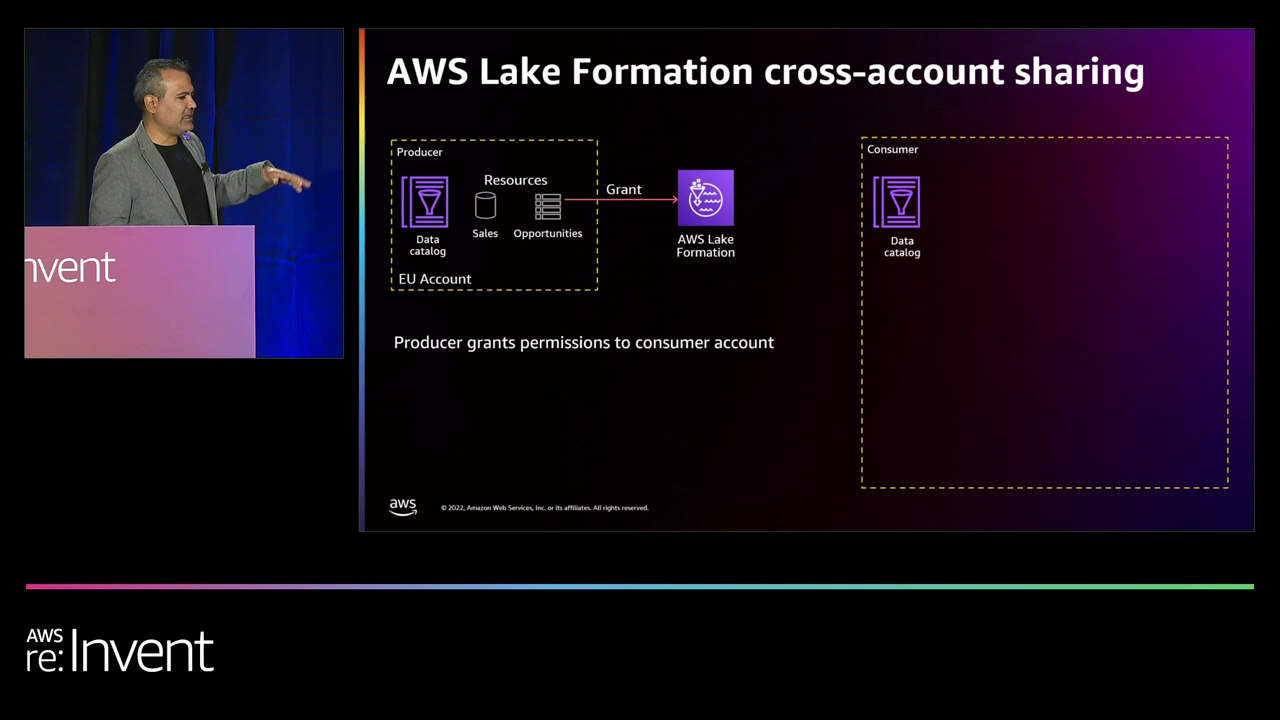 nvent
AWS Lake Formation cross-account sharing
Producer
Resources
Data
catalog
Sales
Opportunities
EU Account
Grant
AWS Lake
Formation
Consumer
Data
catalog
Producer grants permissions to consumer account
aws
© 2022, Amazon Web Services, Inc. or its affiliates. All rights reserved.
AWS
re:Invent